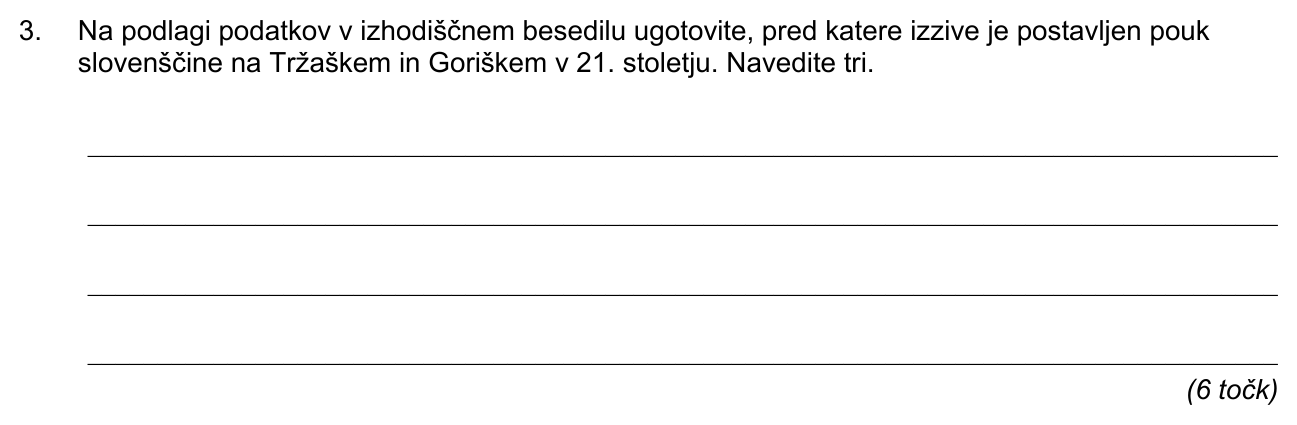 3. Na podlagi podatkov v izhodiščnem besedilu ugotovite, pred katere izzive je postavljen pouk
slovenščine na Tržaškem in Goriškem v 21. stoletju. Navedite tri.
(6 točk)